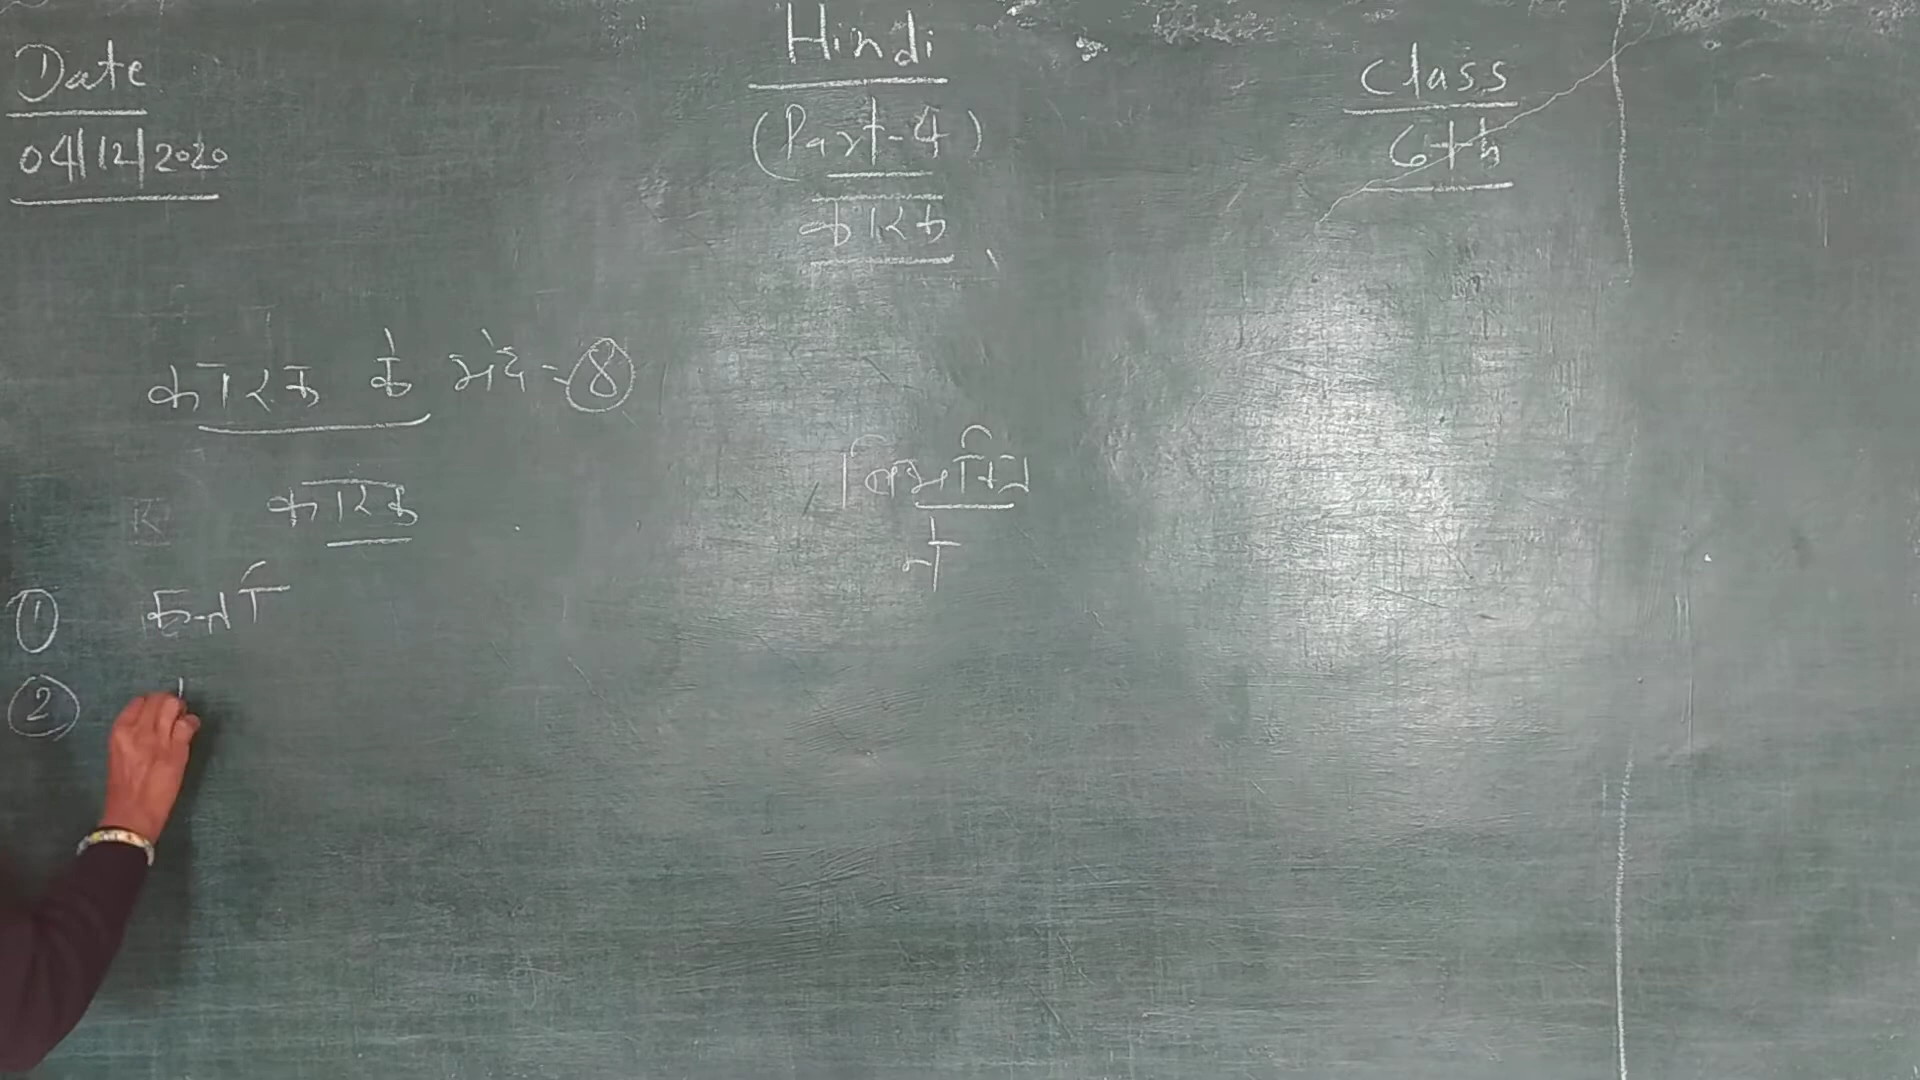 Date
04/12/2020
Hindi
(Part-4)
कारक
Class
6th
कारक के भेद - 8
कारक
विभक्ति
ने
① कर्ता
②